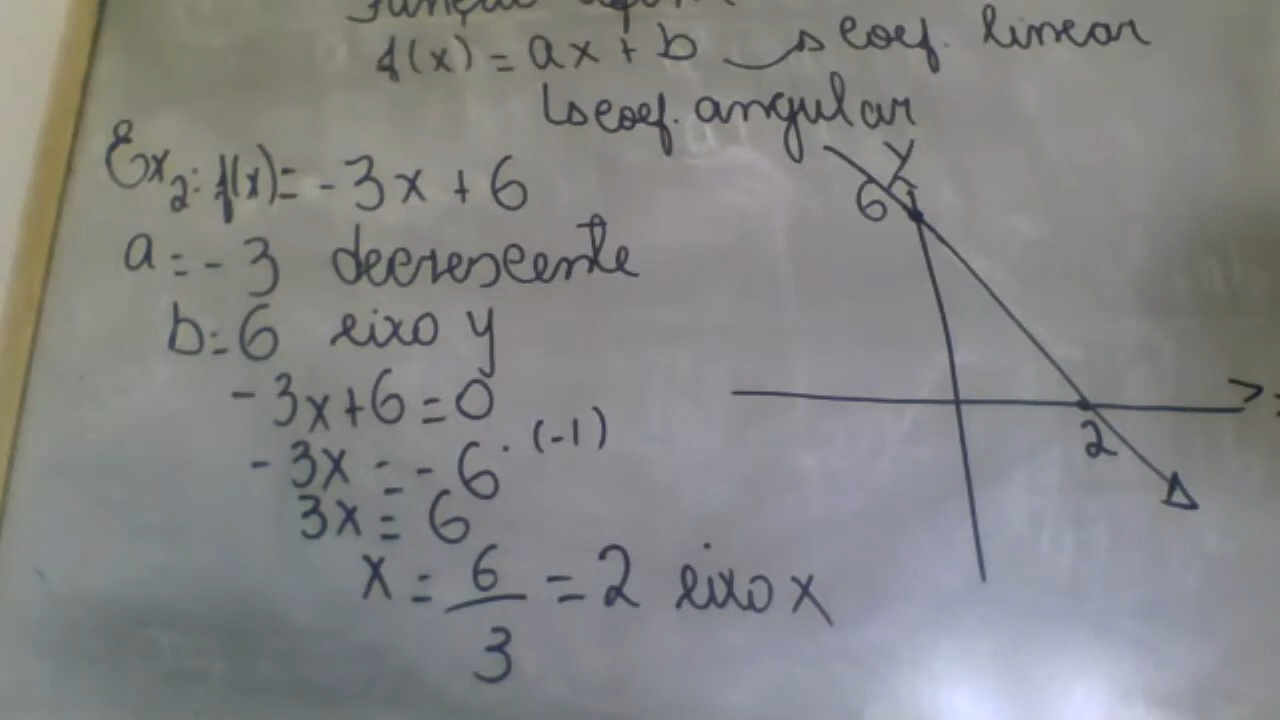 f(x) = ax + b → coef. linear
↳ coef. angular
Ex2: f(x) = -3x + 6
a = -3 decrescente
b = 6 eixo y
-3x + 6 = 0
-3x = -6 · (-1)
3x = 6
x = 6/3 = 2 eixo x
y
6
2